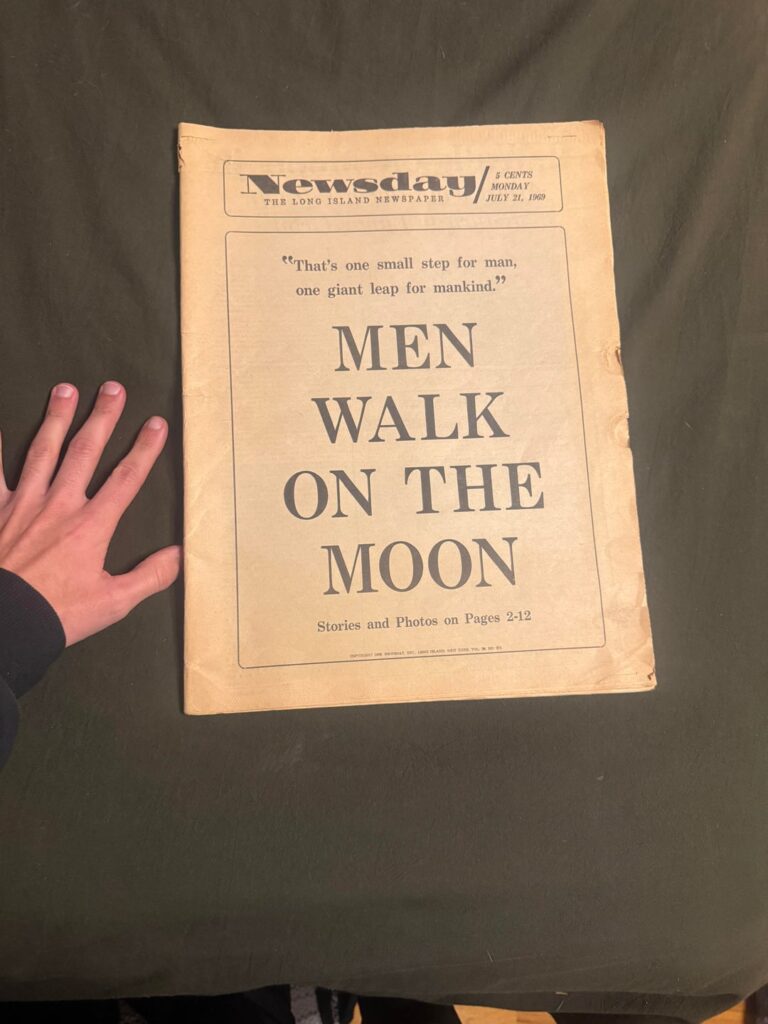 Newsday/
5 CENTS
MONDAY
JULY 21, 1969
THE LONG ISLAND NEWSPAPER
"That's one small step for man,
one giant leap for mankind."
MEN
WALK
ON THE
MOON
Stories and Photos on Pages 2-12